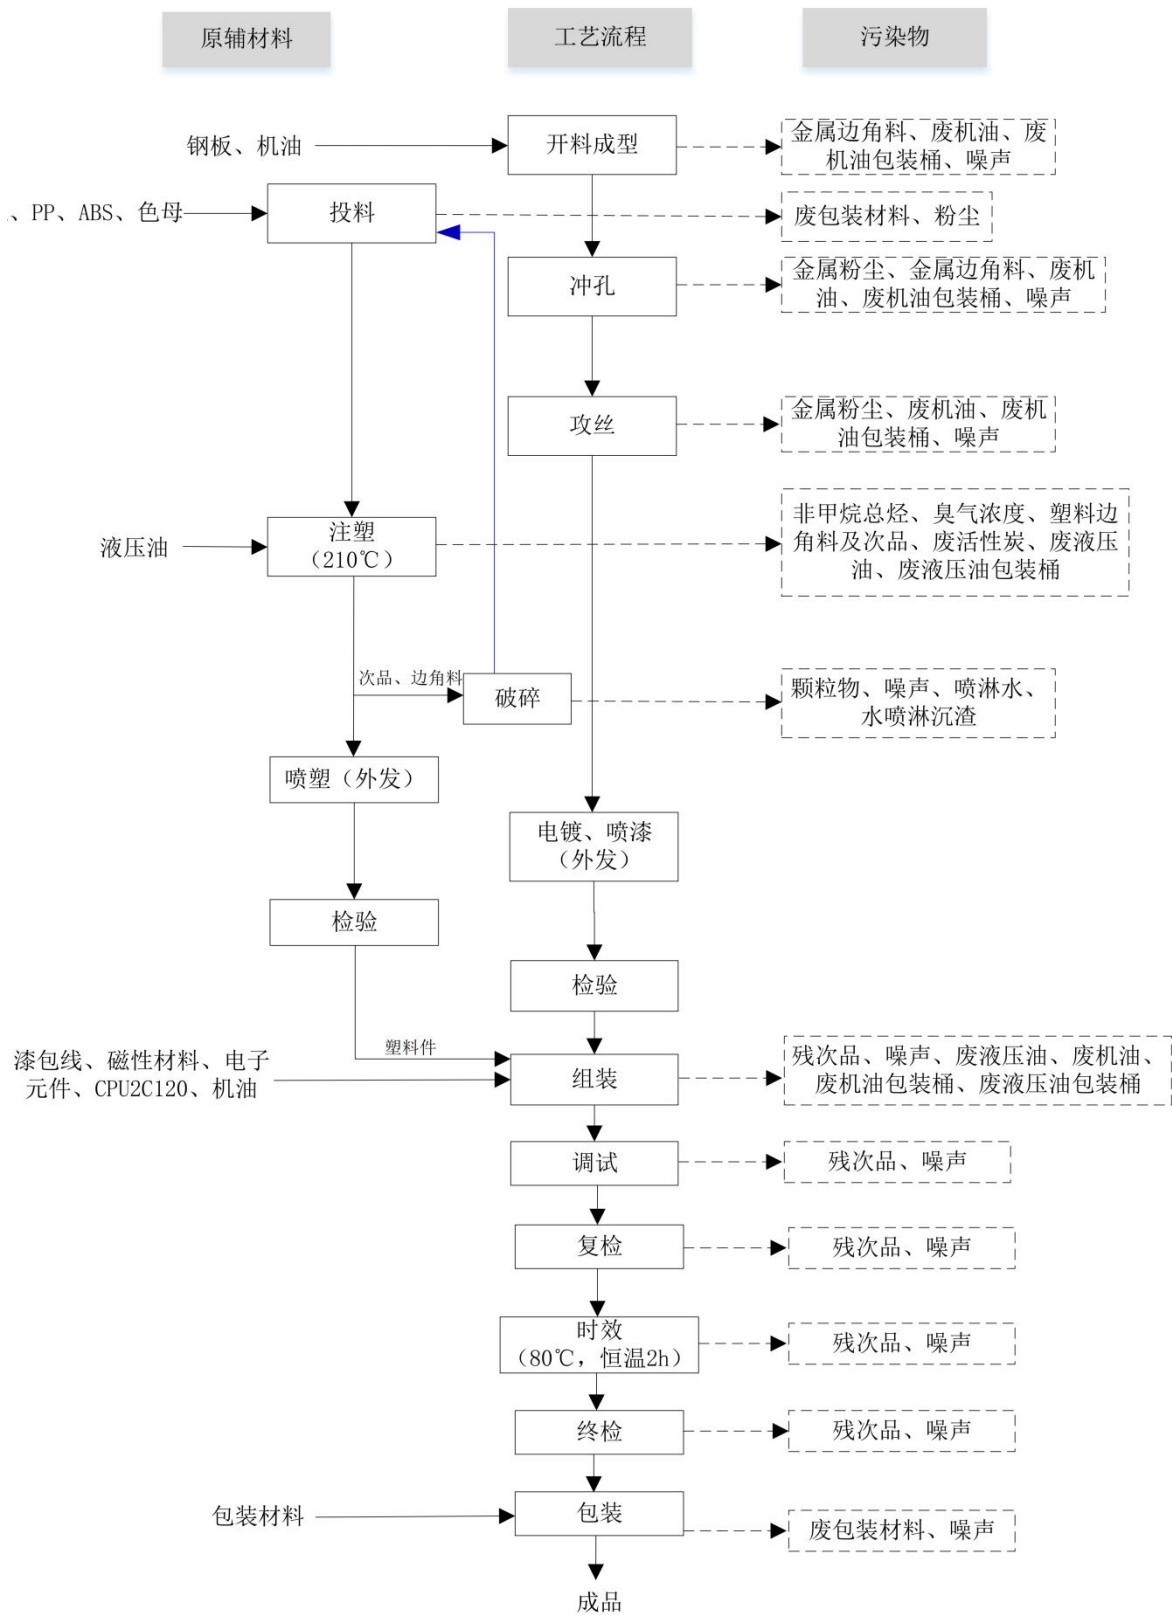 原辅材料
工艺流程
污染物
钢板、机油
开料成型
金属边角料、废机油、废
机油包装桶、噪声
、PP、ABS、色母
投料
废包装材料、粉尘
冲孔
金属粉尘、金属边角料、废机
油、废机油包装桶、噪声
攻丝
金属粉尘、废机油、废机
油包装桶、噪声
液压油
注塑
（210℃）
非甲烷总烃、臭气浓度、塑料边
角料及次品、废活性炭、废液压
油、废液压油包装桶
次品、边角料
破碎
颗粒物、噪声、喷淋水、
水喷淋沉渣
喷塑（外发）
电镀、喷漆
（外发）
检验
检验
塑料件
漆包线、磁性材料、电子
元件、CPU2C120、机油
组装
残次品、噪声、废液压油、废机油、
废机油包装桶、废液压油包装桶
调试
残次品、噪声
复检
残次品、噪声
时效
（80℃，恒温2h）
残次品、噪声
终检
残次品、噪声
包装材料
包装
废包装材料、噪声
成品